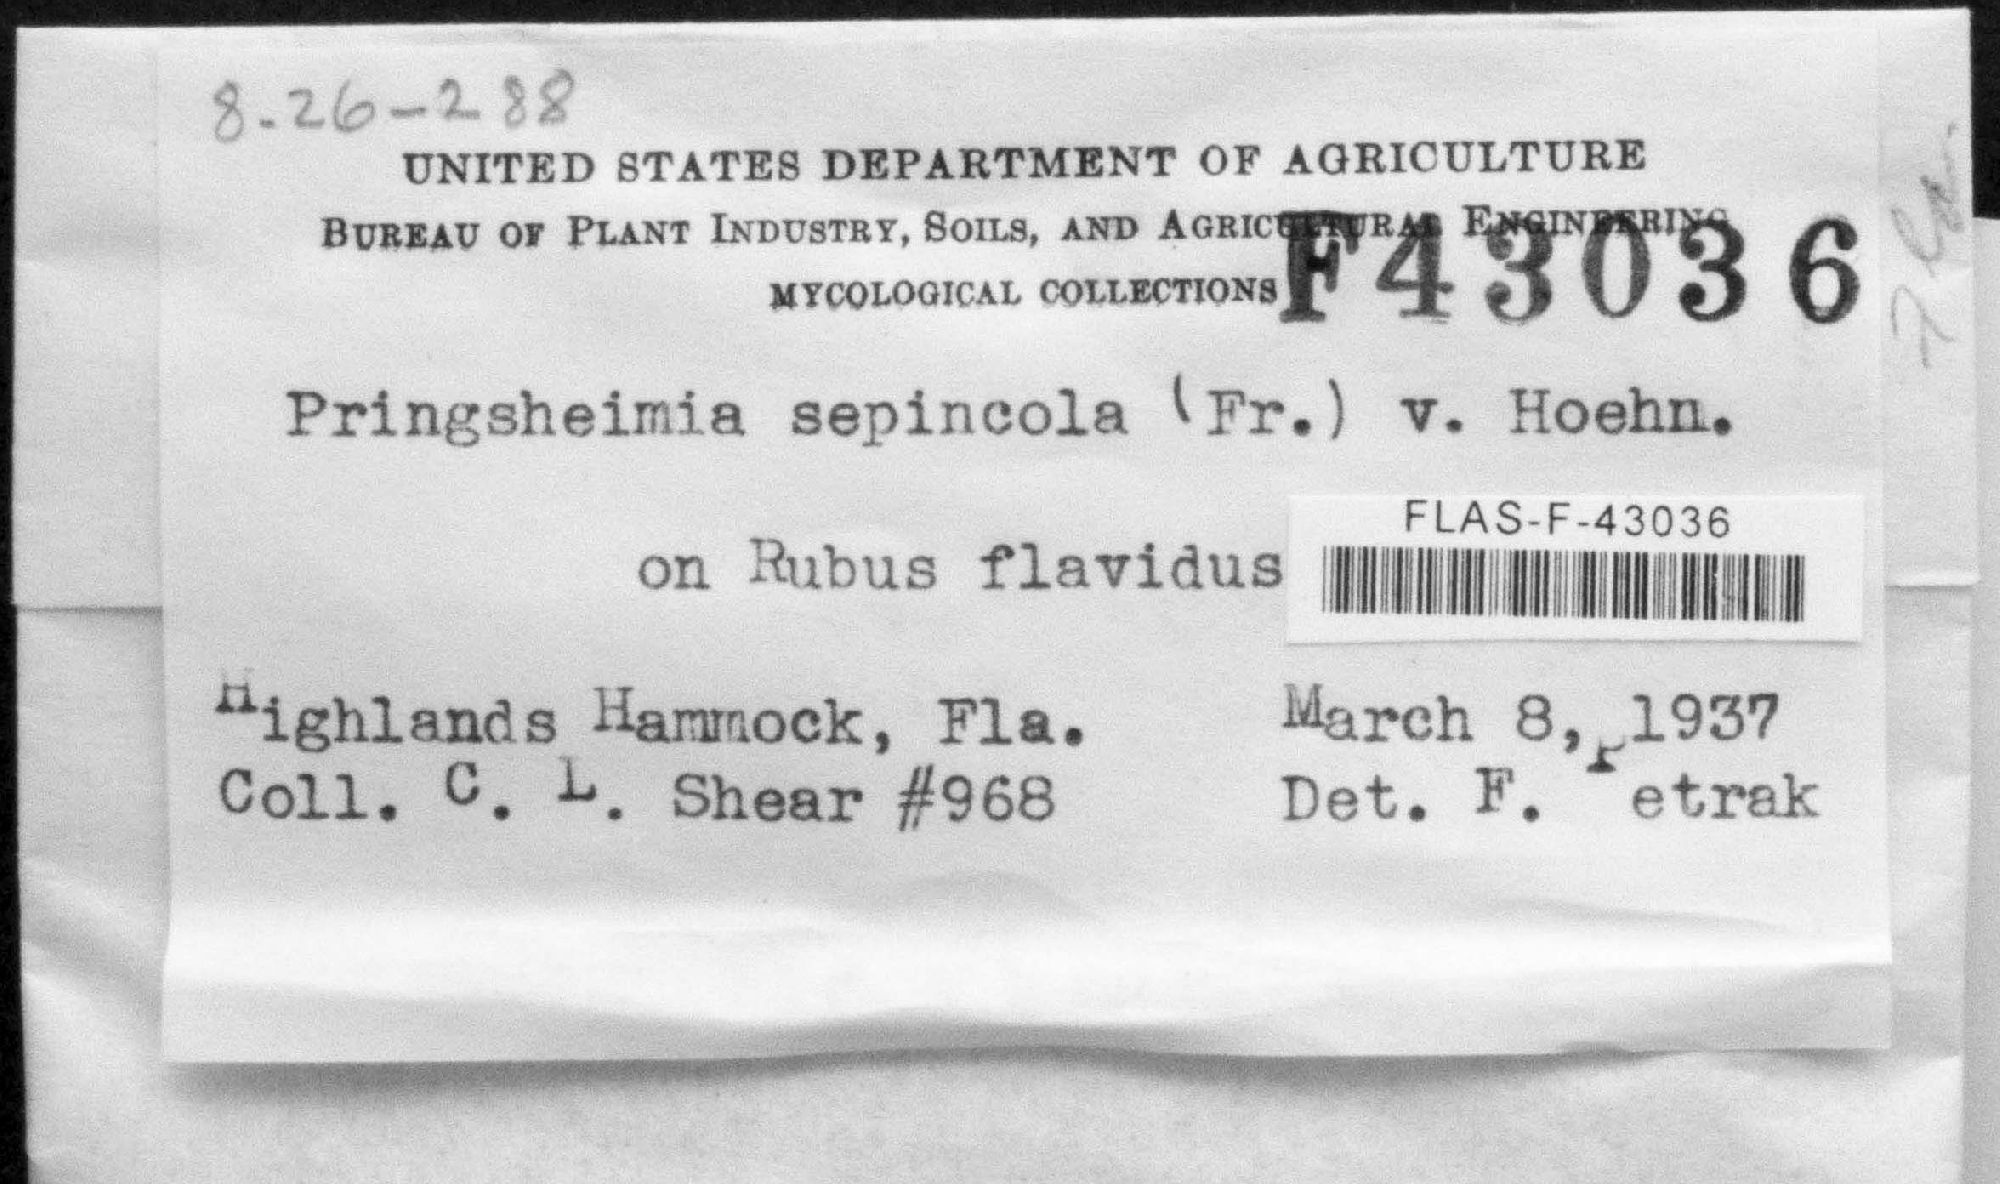 8-26-288
UNITED STATES DEPARTMENT OF AGRICULTURE
BUREAU OF PLANT INDUSTRY, SOILS, AND AGRICULTURAL ENGINEERING
MYCOLOGICAL COLLECTIONS
F43036
Pringsheimia sepincola (Fr.) v. Hoehn.
FLAS-F-43036
on Rubus flavidus
Highlands Hammock, Fla. March 8, 1937
Coll. C. L. Shear #968 Det. F. Petrak